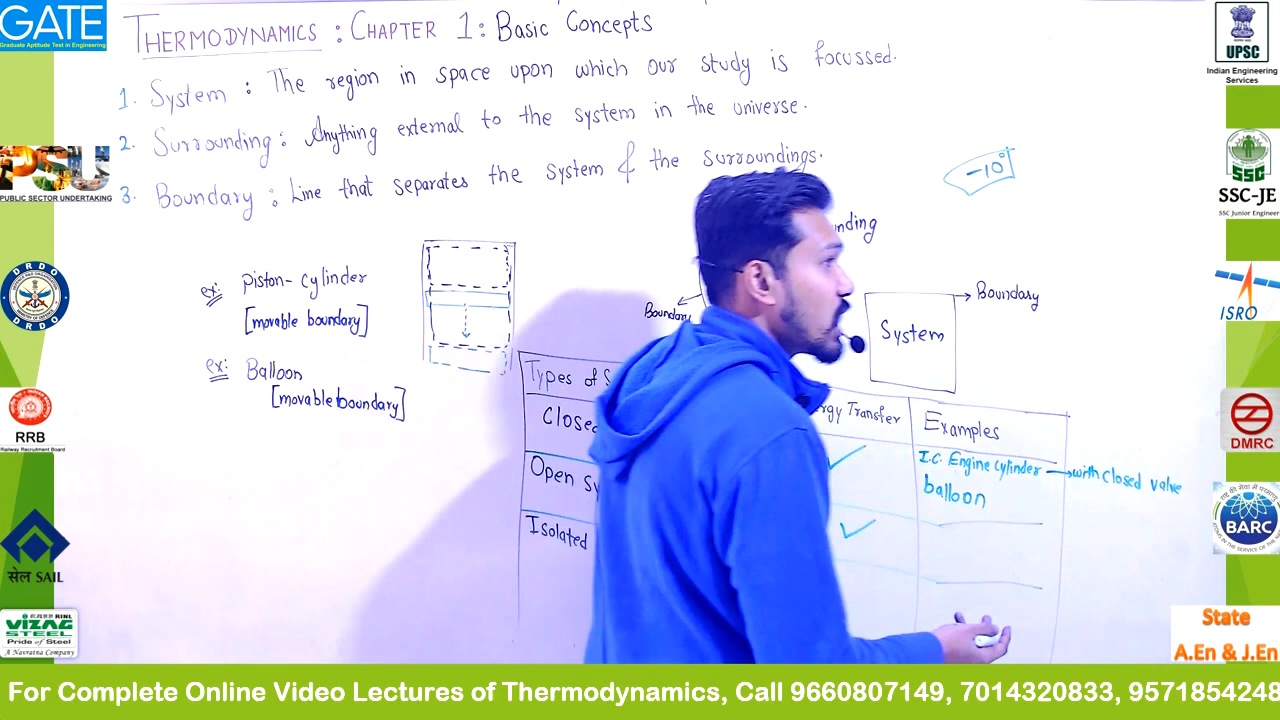 GATE
Graduate Aptitude Test in Engineering
THERMODYNAMICS : CHAPTER 1 : Basic Concepts
1. System : The region in space upon which our study is focussed.
2. Surrounding : Anything external to the system in the universe.
3. Boundary : Line that separates the System & the surroundings.
-10°
ex: Piston-cylinder
[movable boundary]
ex: Balloon
[movable boundary]
nding
Boundary
System
Boundary
Types of S
rgy Transfer
Examples
Closed
I.C. Engine cylinder → with closed valve
balloon
Open sy
Isolated
PSU
PUBLIC SECTOR UNDERTAKING
DRDO
DRDO
RRB
Railway Recruitment Board
सेल SAIL
RINL
VIZAG
STEEL
Pride of Steel
A Navratna Company
UPSC
Indian Engineering
Services
SSC
SSC-JE
SSC Junior Engineer
ISRO
DMRC
BARC
State
A.En & J.En
For Complete Online Video Lectures of Thermodynamics, Call 9660807149, 7014320833, 9571854248